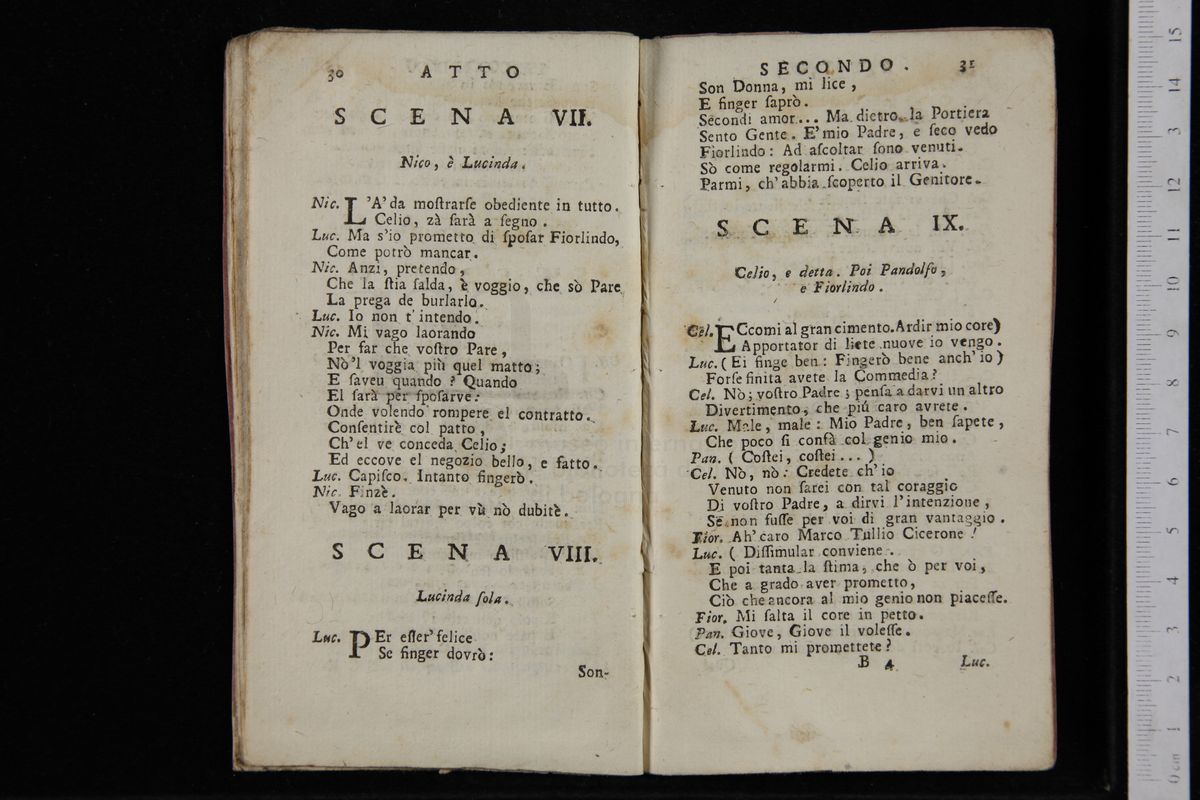 30 ATTO
SCENA VII.
Nico, è Lucinda.
Nic. L'A' da moſtrarſe obediente in tutto.
Celio, zà ſarà a ſegno.
Luc. Ma s'io prometto di ſpoſar Fiorlindo,
Come potrò mancar.
Nic. Anzi, pretendo,
Che la ſtia ſalda, è voggio, che sò Pare
La prega de burlarlo.
Luc. Io non t'intendo.
Nic. Mi vago laorando
Per far che voſtro Pare,
Nò'l voggia più quel matto;
E ſaveu quando? Quando
El ſarà per ſpoſarve:
Onde volendo rompere el contratto.
Conſentirè col patto,
Ch'el ve conceda Celio;
Ed eccove el negozio bello, e fatto.
Luc. Capiſco. Intanto fingerò.
Nic. Finzè.
Vago a laorar per vù nò dubitè.
SCENA VIII.
Lucinda ſola.
Luc. PEr eſſer' felice
Se finger dovrò:
Son-
SECONDO. 31
Son Donna, mi lice,
E finger ſaprò.
Secondi amor... Ma dietro la Portiera
Sento Gente. E' mio Padre, e ſeco vedo
Fiorlindo: Ad aſcoltar ſono venuti.
Sò come regolarmi. Celio arriva.
Parmi, ch'abbia ſcoperto il Genitore.
SCENA IX.
Celio, e detta. Poi Pandolfo,
e Fiorlindo.
Cel. ECcomi al gran cimento. Ardir mio core)
Apportator di liete nuove io vengo.
Luc. (Ei finge ben: Fingerò bene anch'io)
Forſe finita avete la Commedia?
Cel. Nò; voſtro Padre; penſa a darvi un altro
Divertimento, che più caro avrete.
Luc. Male, male: Mio Padre, ben ſapete,
Che poco ſi confà col genio mio.
Pan. (Coſtei, coſtei...)
Cel. Nò, nò: Credete ch'io
Venuto non ſarei con tal coraggio
Di voſtro Padre, a dirvi l'intenzione,
Se non fuſſe per voi di gran vantaggio.
Fior. Ah' caro Marco Tullio Cicerone!
Luc. (Diſſimular conviene.
E poi tanta la ſtima, che ò per voi,
Che a grado aver prometto,
Ciò che ancora al mio genio non piaceſſe.
Fior. Mi ſalta il core in petto.
Pan. Giove, Giove il voleſſe.
Cel. Tanto mi promettete?
B 4 Luc.